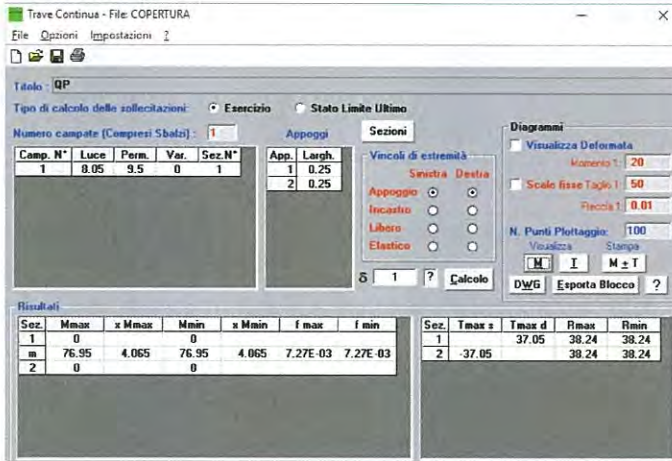 Trave Continua - File: COPERTURA
File Opzioni Impostazioni ?
Titolo : QP
Tipo di calcolo delle sollecitazioni: Esercizio Stato Limite Ultimo
Numero campate (Compresi Sbalzi) : 1
Camp. N° Luce Perm. Var. Sez.N°
1 8.05 9.5 0 1
Appoggi
App. Largh.
1 0.25
2 0.25
Sezioni
Vincoli di estremità
Sinistra Destra
Appoggio
Incastro
Libero
Elastico
δ 1 ? Calcolo
Diagrammi
Visualizza Deformata
Momento 1: 20
Scale fisse Taglio 1: 50
Freccia 1: 0.01
N. Punti Plottaggio: 100
Visualizza Stampa
M T M ± T
DWG Esporta Blocco ?
Risultati
Sez. Mmax x Mmax Mmin x Mmin f max f min
1 0 0
m 76.95 4.065 76.95 4.065 7.27E-03 7.27E-03
2 0 0
Sez. Tmax s Tmax d Rmax Rmin
1 37.05 38.24 38.24
2 -37.05 38.24 38.24